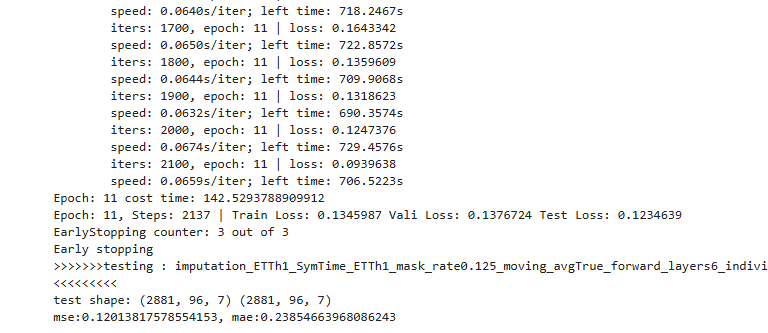 speed: 0.0640s/iter; left time: 718.2467s
iters: 1700, epoch: 11 | loss: 0.1643342
speed: 0.0650s/iter; left time: 722.8572s
iters: 1800, epoch: 11 | loss: 0.1359609
speed: 0.0644s/iter; left time: 709.9068s
iters: 1900, epoch: 11 | loss: 0.1318623
speed: 0.0632s/iter; left time: 690.3574s
iters: 2000, epoch: 11 | loss: 0.1247376
speed: 0.0674s/iter; left time: 729.4576s
iters: 2100, epoch: 11 | loss: 0.0939638
speed: 0.0659s/iter; left time: 706.5223s
Epoch: 11 cost time: 142.5293788909912
Epoch: 11, Steps: 2137 | Train Loss: 0.1345987 Vali Loss: 0.1376724 Test Loss: 0.1234639
EarlyStopping counter: 3 out of 3
Early stopping
>>>>>>>testing : imputation_ETTh1_SymTime_ETTh1_mask_rate0.125_moving_avgTrue_forward_layers6_indivi
<<<<<<<<<
test shape: (2881, 96, 7) (2881, 96, 7)
mse:0.12013817578554153, mae:0.23854663968086243